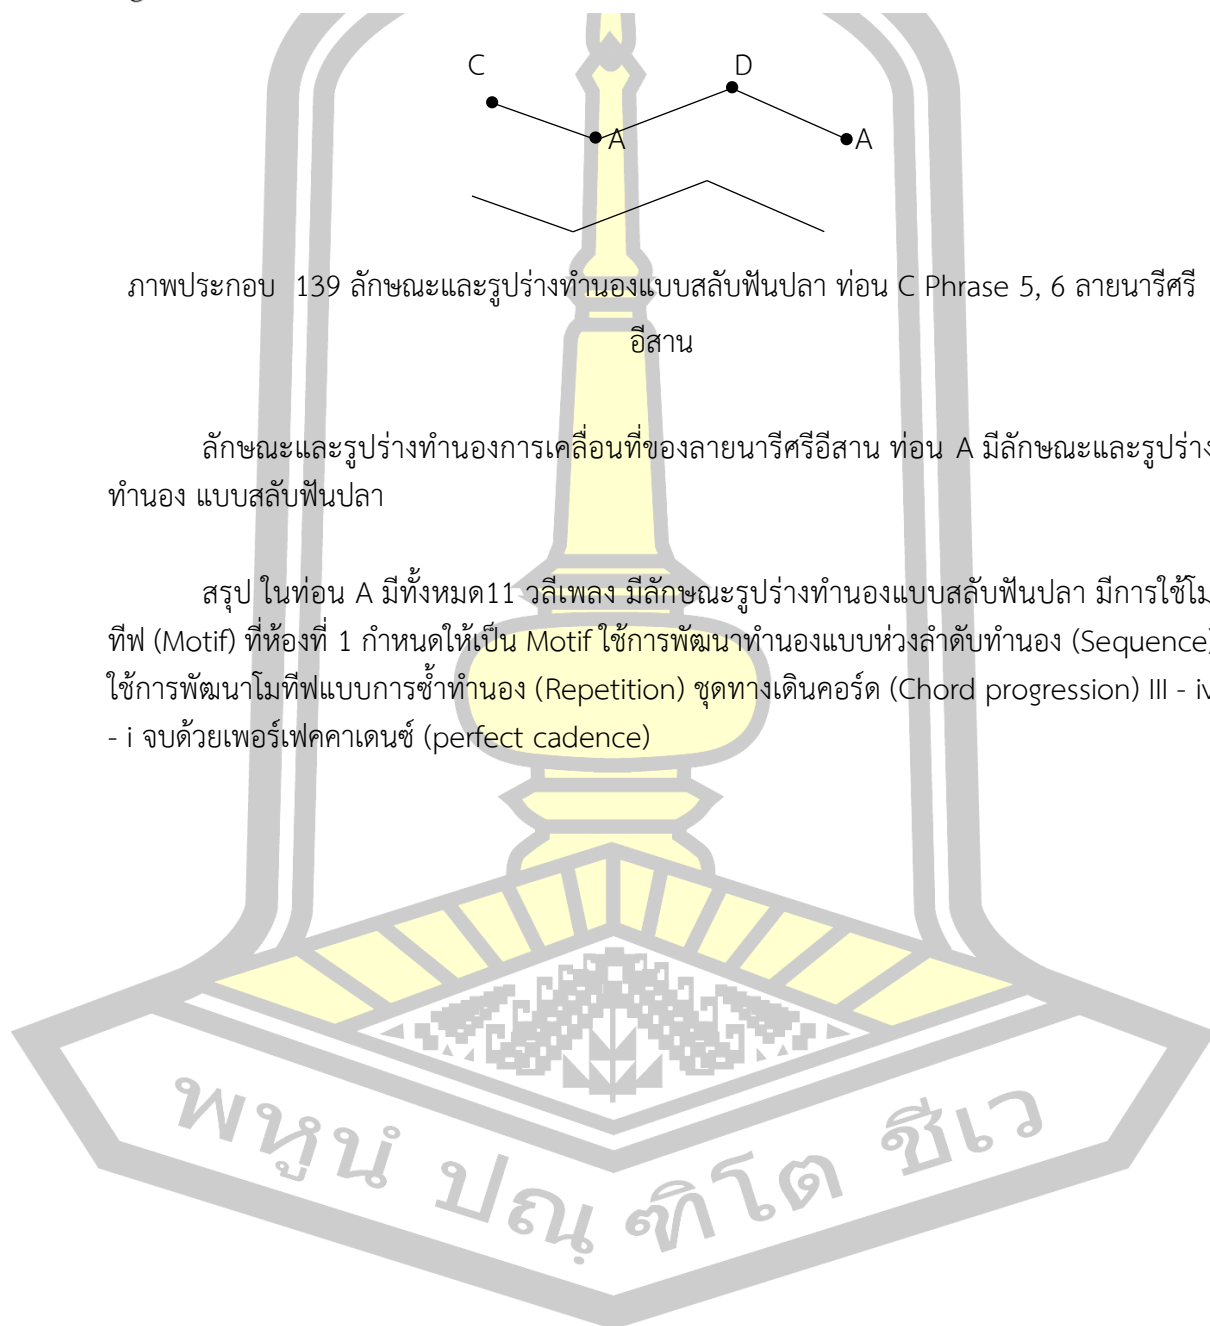 C D
A A
ภาพประกอบ 139 ลักษณะและรูปร่างทำนองแบบสลับฟันปลา ท่อน C Phrase 5, 6 ลายนารีศรี
อีสาน
ลักษณะและรูปร่างทำนองการเคลื่อนที่ของลายนารีศรีอีสาน ท่อน A มีลักษณะและรูปร่าง
ทำนอง แบบสลับฟันปลา
สรุป ในท่อน A มีทั้งหมด11 วลีเพลง มีลักษณะรูปร่างทำนองแบบสลับฟันปลา มีการใช้โม
ทีฟ (Motif) ที่ห้องที่ 1 กำหนดให้เป็น Motif ใช้การพัฒนาทำนองแบบห่วงลำดับทำนอง (Sequence)
ใช้การพัฒนาโมทีฟแบบการซ้ำทำนอง (Repetition) ชุดทางเดินคอร์ด (Chord progression) III - iv
- i จบด้วยเพอร์เฟคคาเดนซ์ (perfect cadence)
พหูนํ ปณฺฑิโต ชีเว